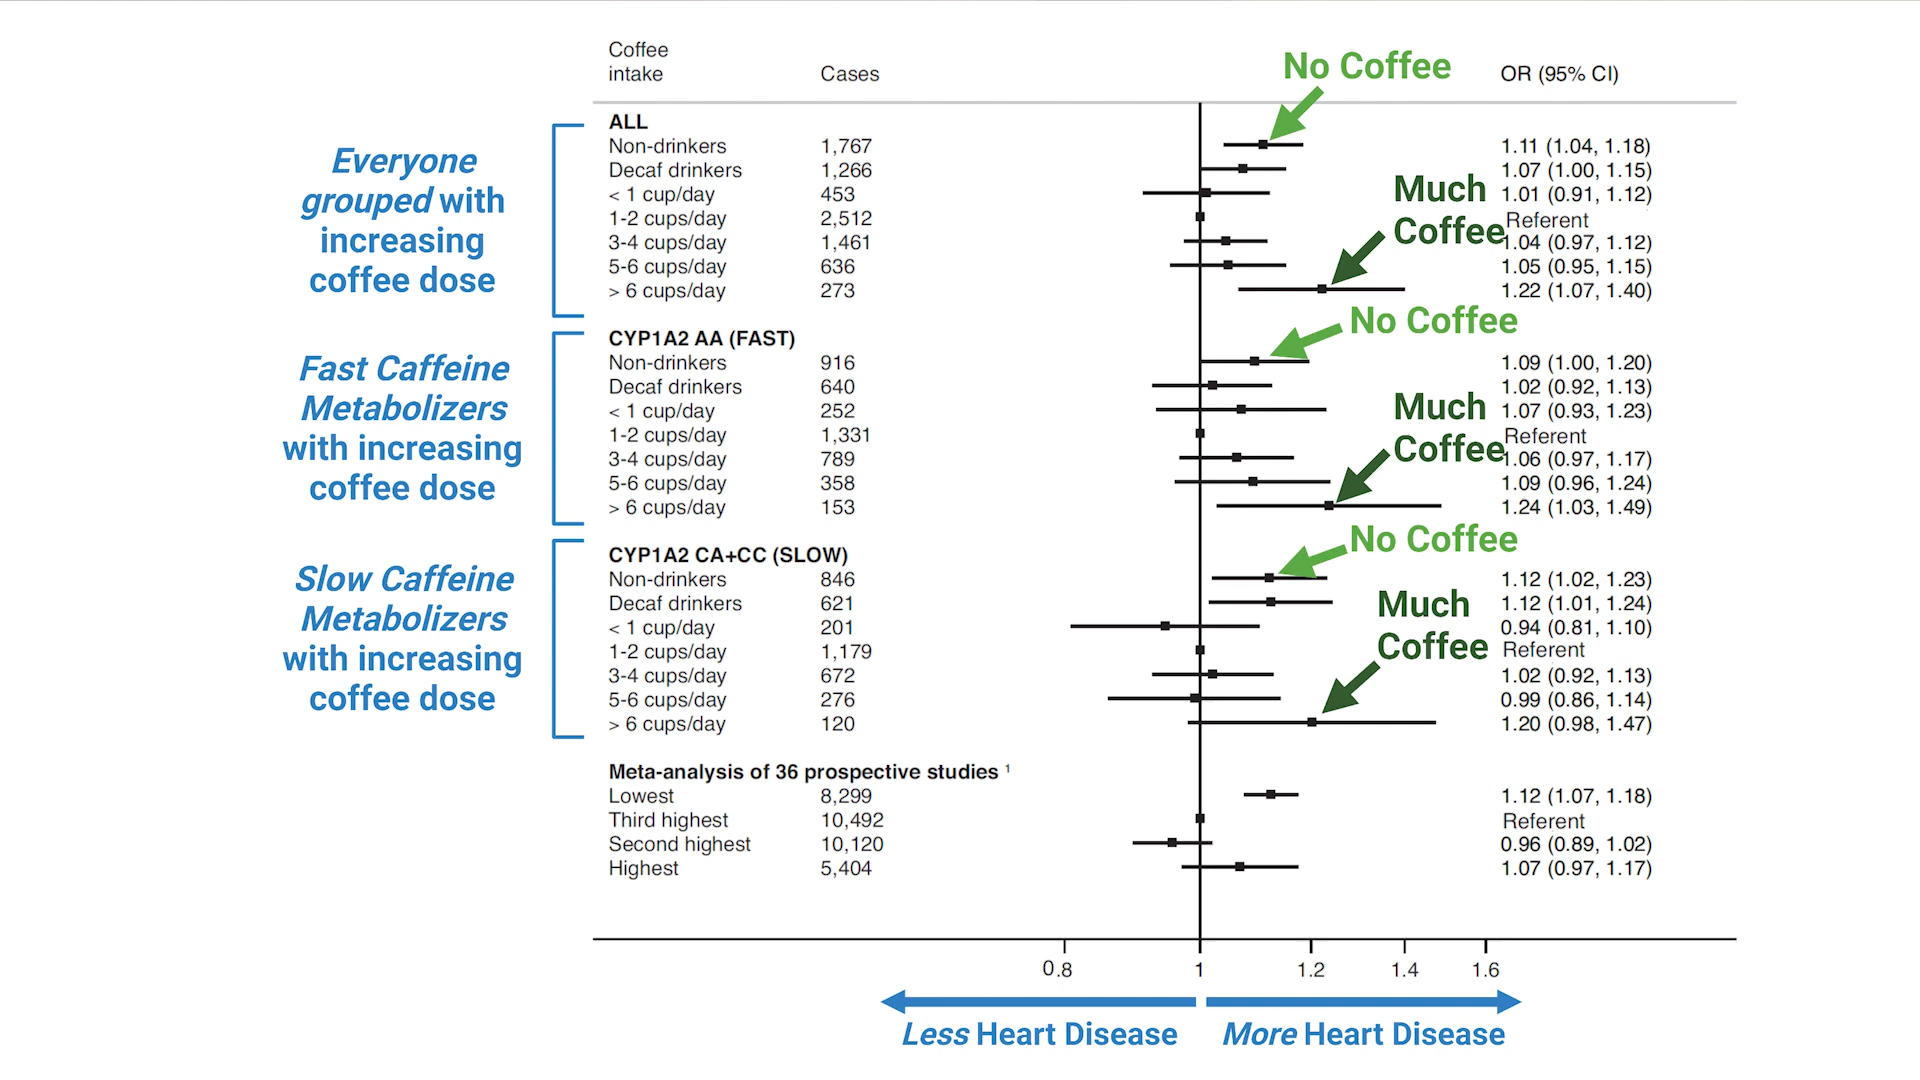 Coffee
intake Cases OR (95% CI)
No Coffee
Everyone
grouped with
increasing
coffee dose
ALL
Non-drinkers 1,767 1.11 (1.04, 1.18)
Decaf drinkers 1,266 1.07 (1.00, 1.15)
< 1 cup/day 453 1.01 (0.91, 1.12)
1-2 cups/day 2,512 Referent
3-4 cups/day 1,461 1.04 (0.97, 1.12)
5-6 cups/day 636 1.05 (0.95, 1.15)
> 6 cups/day 273 1.22 (1.07, 1.40)
Much
Coffee
No Coffee
Fast Caffeine
Metabolizers
with increasing
coffee dose
CYP1A2 AA (FAST)
Non-drinkers 916 1.09 (1.00, 1.20)
Decaf drinkers 640 1.02 (0.92, 1.13)
< 1 cup/day 252 1.07 (0.93, 1.23)
1-2 cups/day 1,331 Referent
3-4 cups/day 789 1.06 (0.97, 1.17)
5-6 cups/day 358 1.09 (0.96, 1.24)
> 6 cups/day 153 1.24 (1.03, 1.49)
Much
Coffee
No Coffee
Slow Caffeine
Metabolizers
with increasing
coffee dose
CYP1A2 CA+CC (SLOW)
Non-drinkers 846 1.12 (1.02, 1.23)
Decaf drinkers 621 1.12 (1.01, 1.24)
< 1 cup/day 201 0.94 (0.81, 1.10)
1-2 cups/day 1,179 Referent
3-4 cups/day 672 1.02 (0.92, 1.13)
5-6 cups/day 276 0.99 (0.86, 1.14)
> 6 cups/day 120 1.20 (0.98, 1.47)
Much
Coffee
Meta-analysis of 36 prospective studies 1
Lowest 8,299 1.12 (1.07, 1.18)
Third highest 10,492 Referent
Second highest 10,120 0.96 (0.89, 1.02)
Highest 5,404 1.07 (0.97, 1.17)
0.8 1 1.2 1.4 1.6
Less Heart Disease More Heart Disease